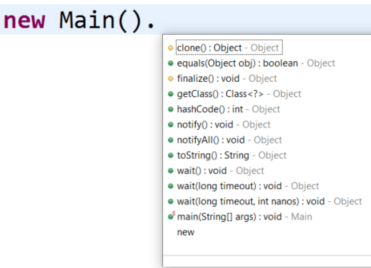 new Main().
clone() : Object - Object
equals(Object obj) : boolean - Object
finalize() : void - Object
getClass() : Class<?> - Object
hashCode() : int - Object
notify() : void - Object
notifyAll() : void - Object
toString() : String - Object
wait() : void - Object
wait(long timeout) : void - Object
wait(long timeout, int nanos) : void - Object
main(String[] args) : void - Main
new